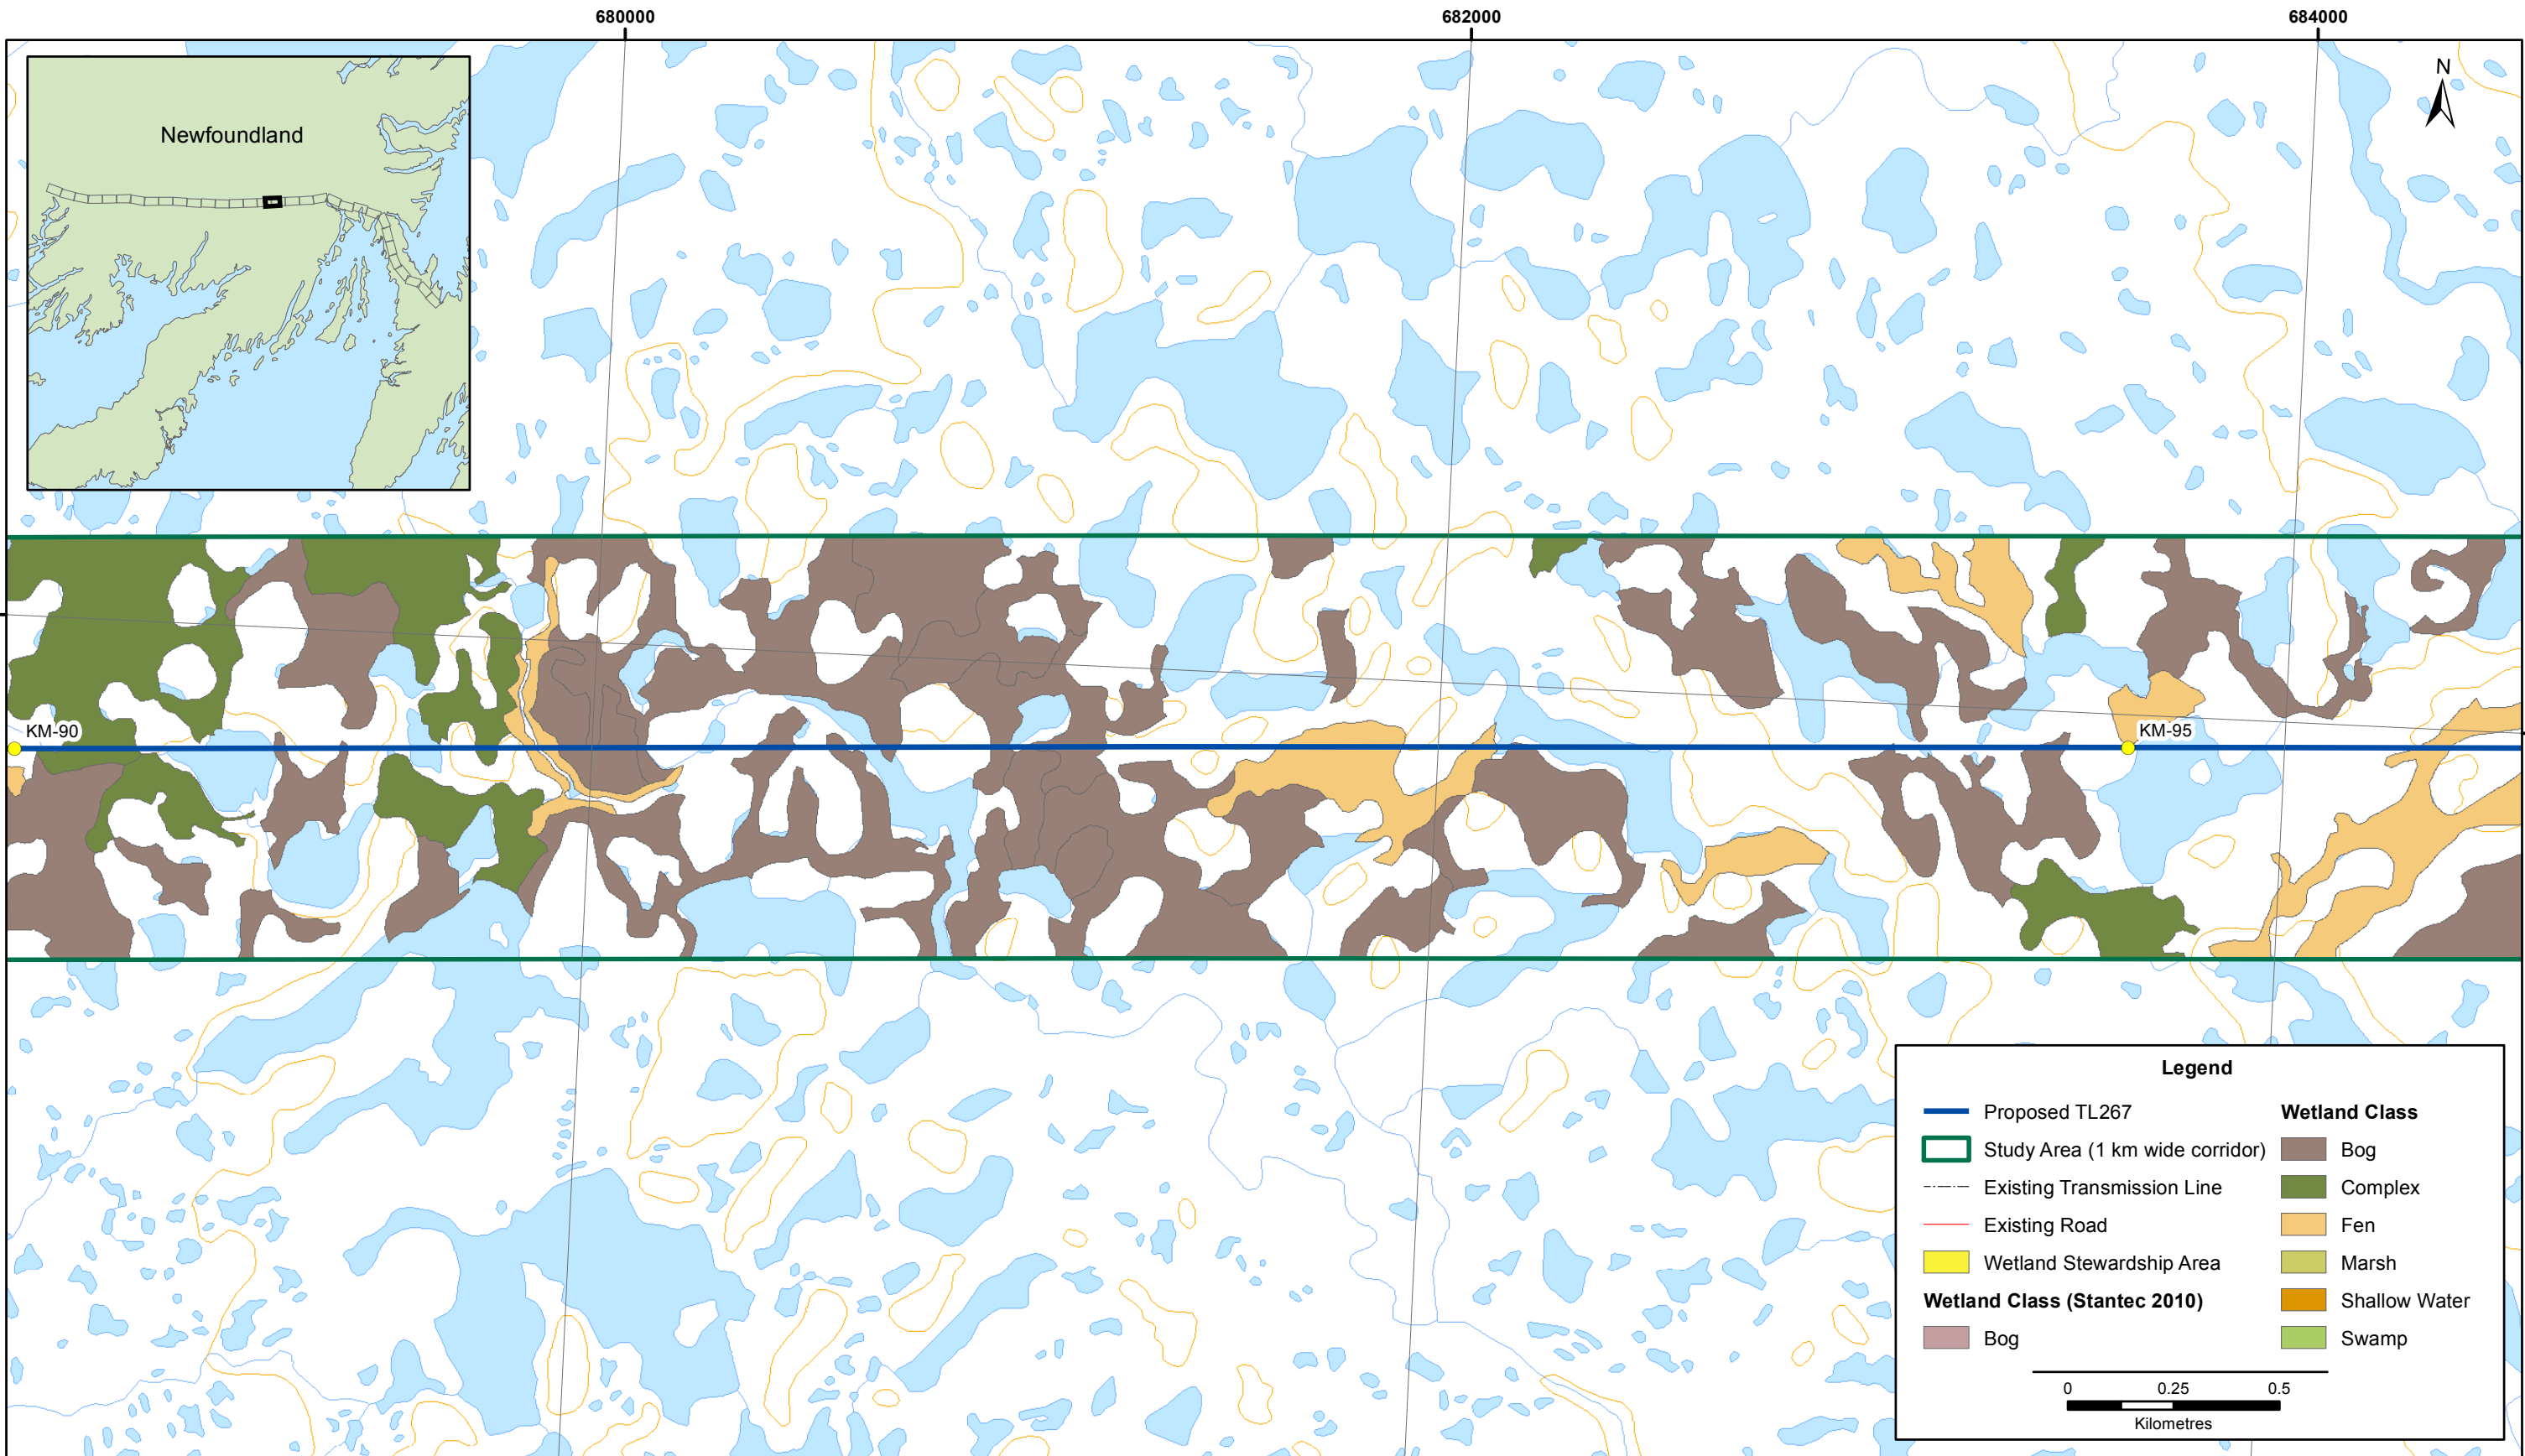 680000
682000
684000
Newfoundland
N
KM-90
KM-95
Legend
Proposed TL267
Study Area (1 km wide corridor)
Existing Transmission Line
Existing Road
Wetland Stewardship Area
Wetland Class (Stantec 2010)
Bog
Wetland Class
Bog
Complex
Fen
Marsh
Shallow Water
Swamp
0 0.25 0.5
Kilometres